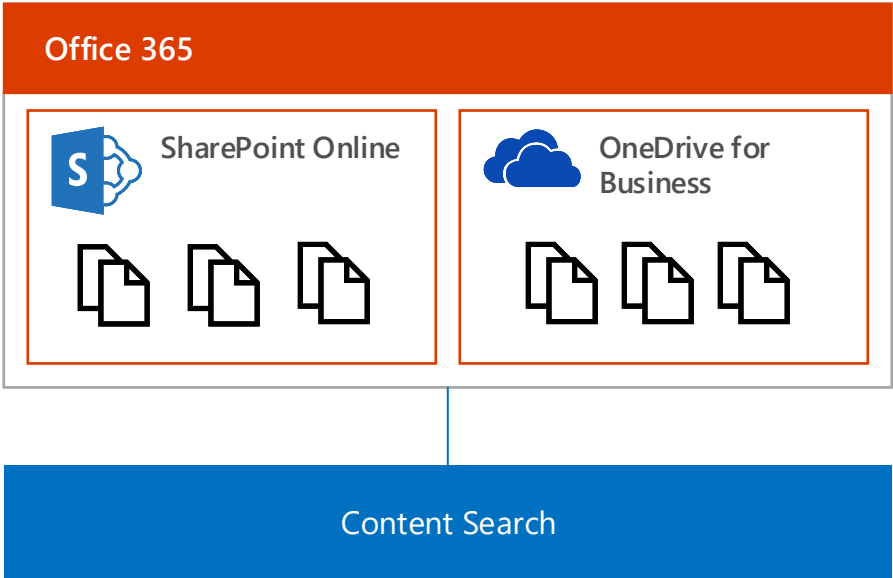 Office 365
SharePoint Online
S
OneDrive for
Business
Content Search